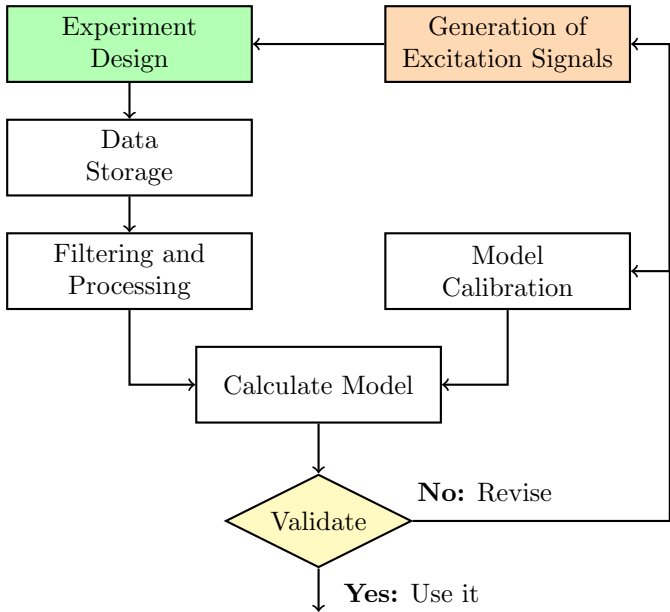 Experiment
Design
Generation of
Excitation Signals
Data
Storage
Filtering and
Processing
Model
Calibration
Calculate Model
No: Revise
Validate
Yes: Use it